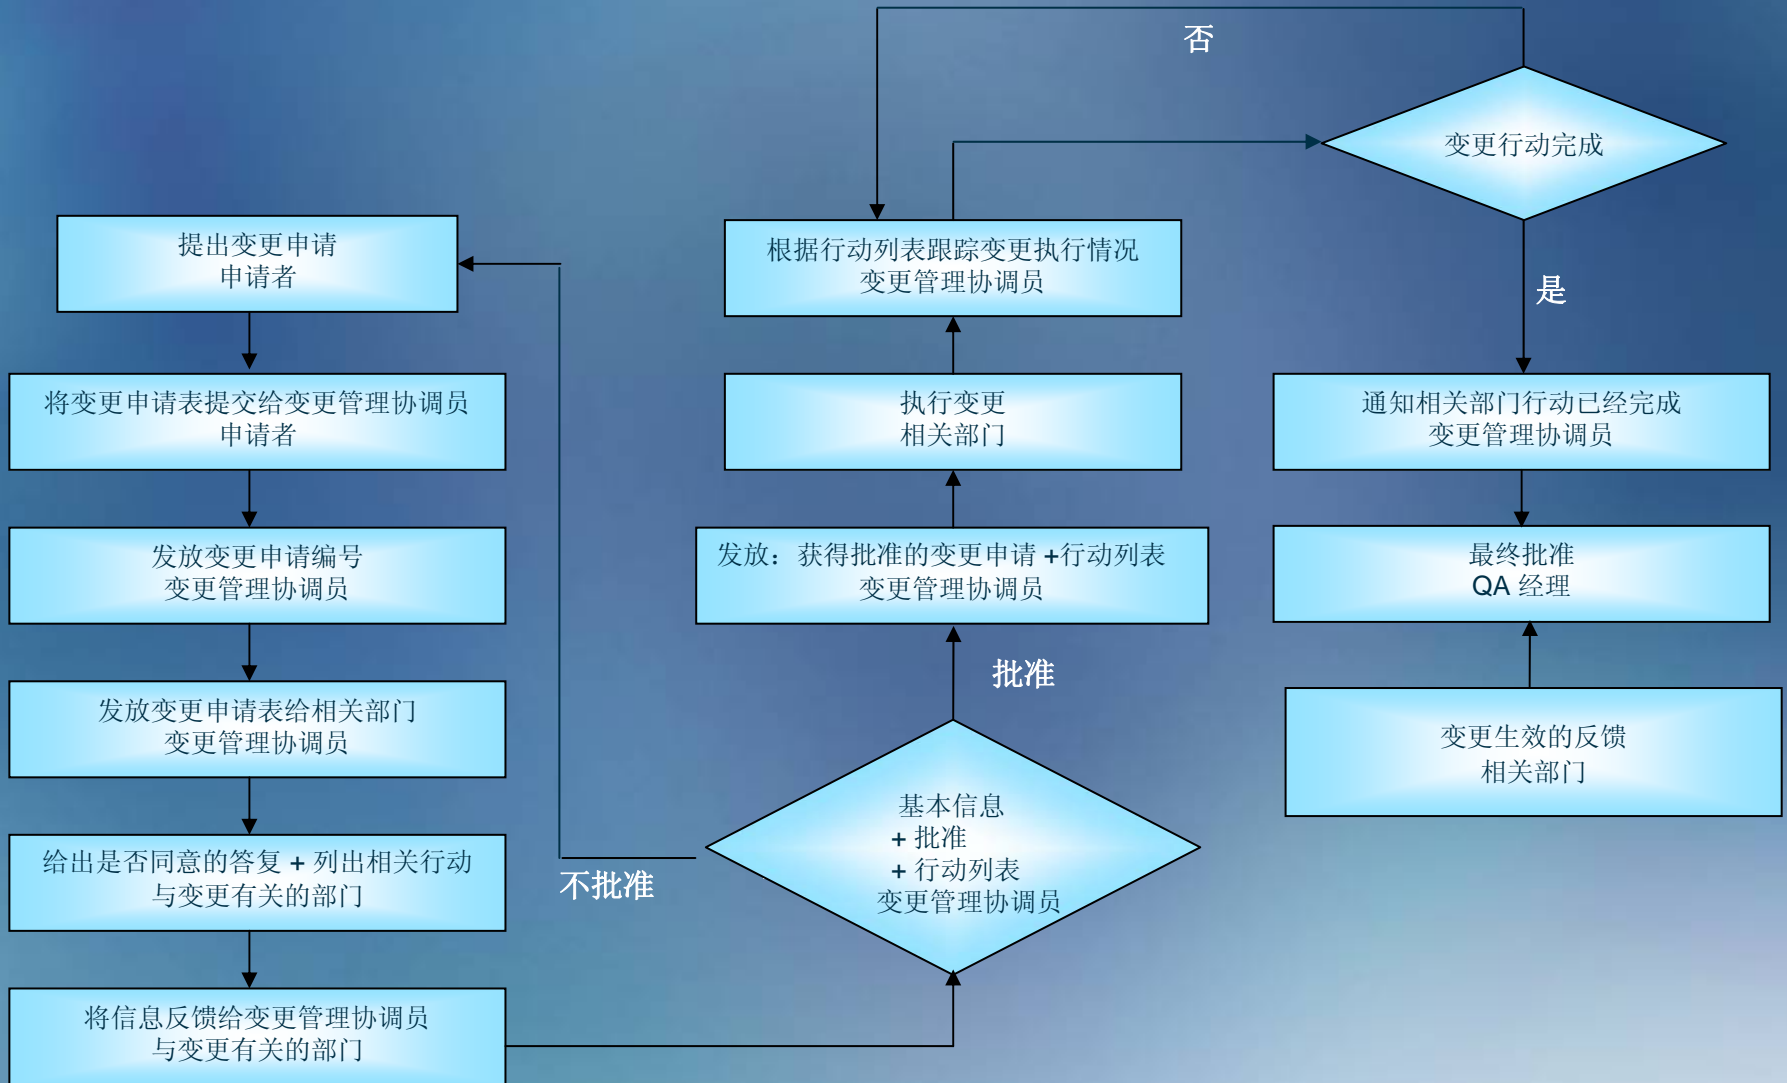 提出变更申请
申请者
将变更申请表提交给变更管理协调员
申请者
发放变更申请编号
变更管理协调员
发放变更申请表给相关部门
变更管理协调员
给出是否同意的答复 + 列出相关行动
与变更有关的部门
将信息反馈给变更管理协调员
与变更有关的部门
不批准
基本信息
+ 批准
+ 行动列表
变更管理协调员
批准
发放：获得批准的变更申请 +行动列表
变更管理协调员
执行变更
相关部门
根据行动列表跟踪变更执行情况
变更管理协调员
否
变更行动完成
是
通知相关部门行动已经完成
变更管理协调员
最终批准
QA 经理
变更生效的反馈
相关部门